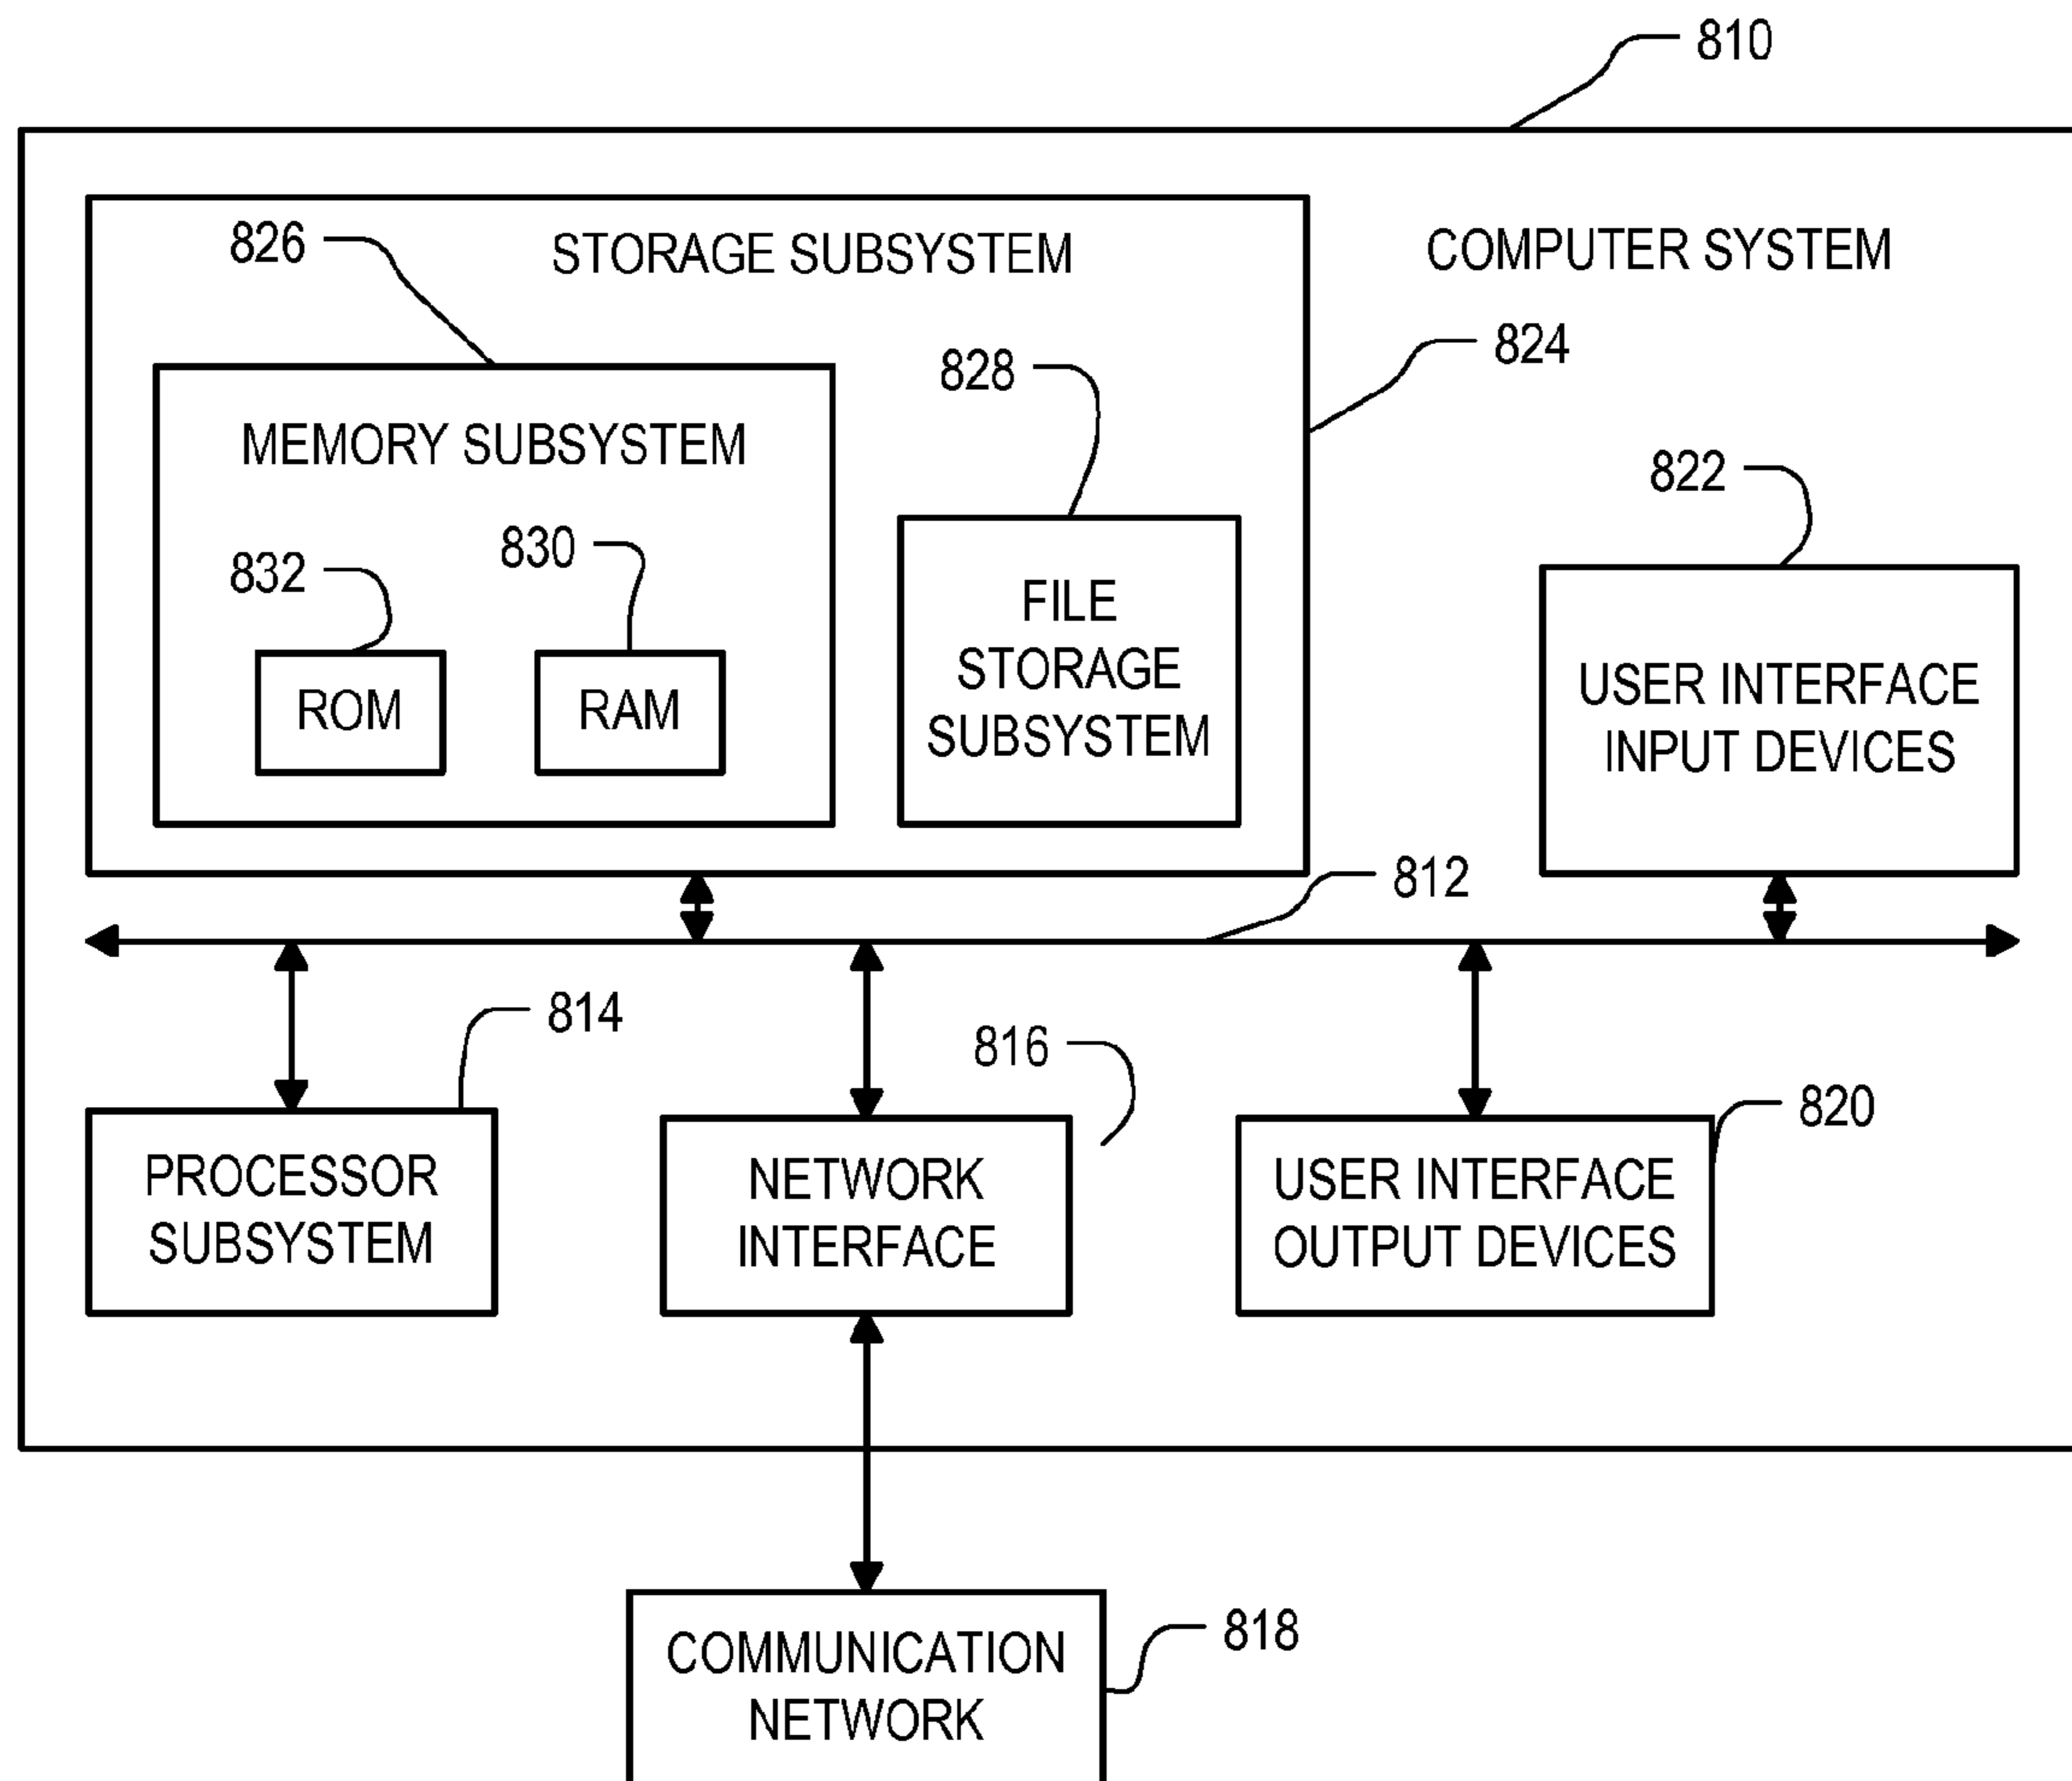 810
826
STORAGE SUBSYSTEM
COMPUTER SYSTEM
824
828
MEMORY SUBSYSTEM
822
830
832
FILE
STORAGE
SUBSYSTEM
ROM
RAM
USER INTERFACE
INPUT DEVICES
812
814
816
820
PROCESSOR
SUBSYSTEM
NETWORK
INTERFACE
USER INTERFACE
OUTPUT DEVICES
818
COMMUNICATION
NETWORK